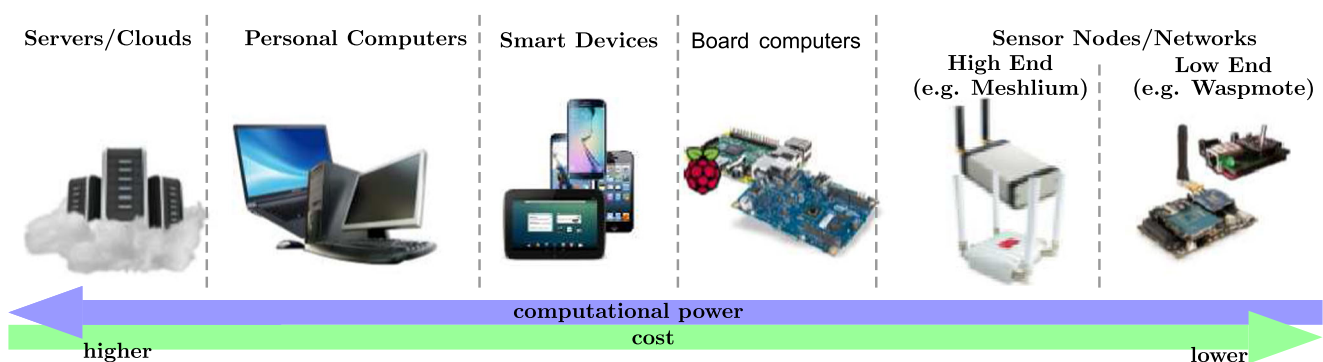 Servers/Clouds
Personal Computers
Smart Devices
Board computers
Sensor Nodes/Networks
High End
(e.g. Meshlium)
Low End
(e.g. Waspmote)
computational power
cost
higher
lower